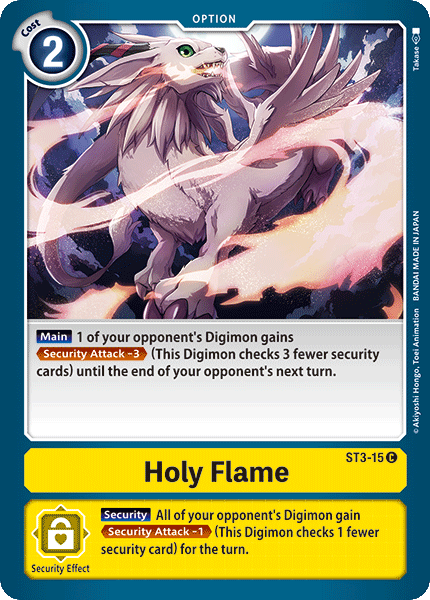 OPTION
Cost
2
Takase
©Akiyoshi Hongo, Toei Animation BANDAI MADE IN JAPAN
Main 1 of your opponent's Digimon gains
Security Attack -3 (This Digimon checks 3 fewer security
cards) until the end of your opponent's next turn.
ST3-15 C
Holy Flame
Security All of your opponent's Digimon gain
Security Attack -1 (This Digimon checks 1 fewer
security card) for the turn.
Security Effect